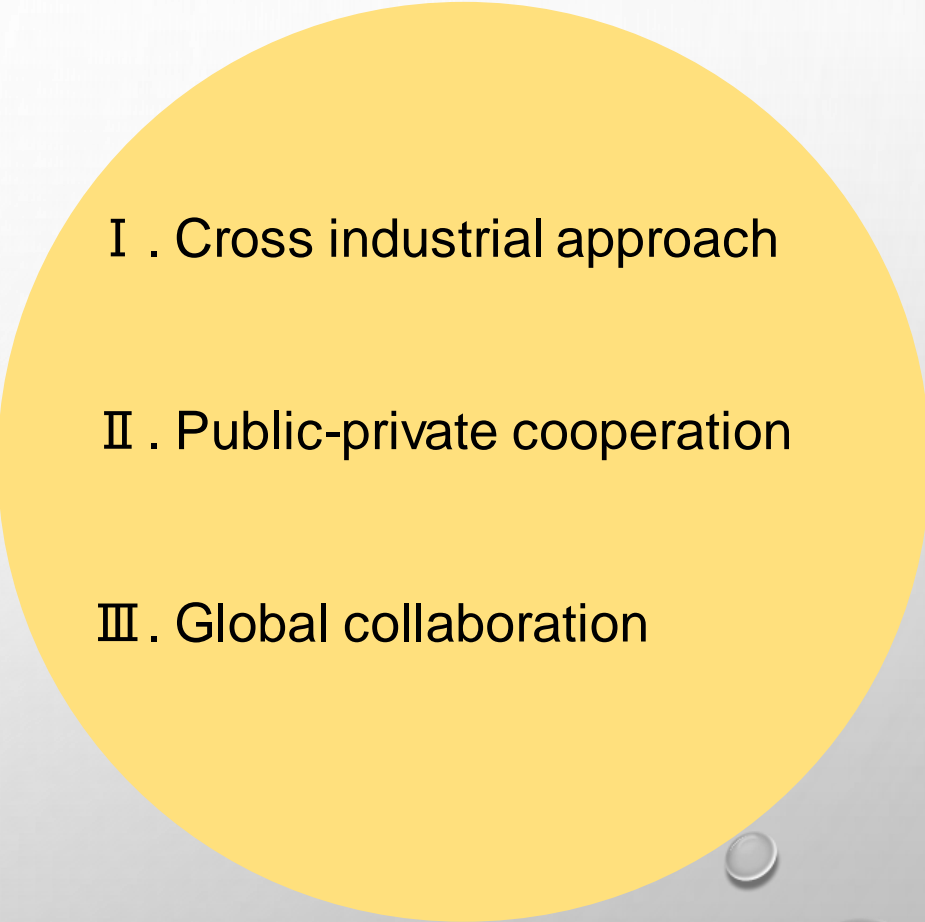 Ⅰ. Cross industrial approach
Ⅱ. Public-private cooperation
Ⅲ. Global collaboration